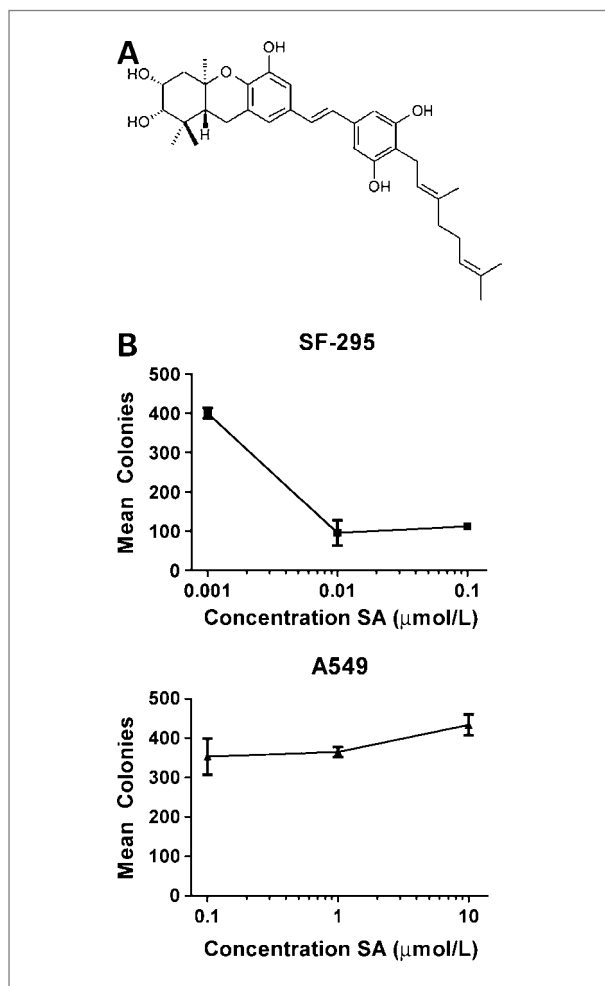 A
OH
HO
O
HO
H
OH
OH
B
SF-295
500
400
300
200
100
0
Mean Colonies
0.001 0.01 0.1
Concentration SA (μmol/L)
A549
500
400
300
200
100
0
Mean Colonies
0.1 1 10
Concentration SA (μmol/L)